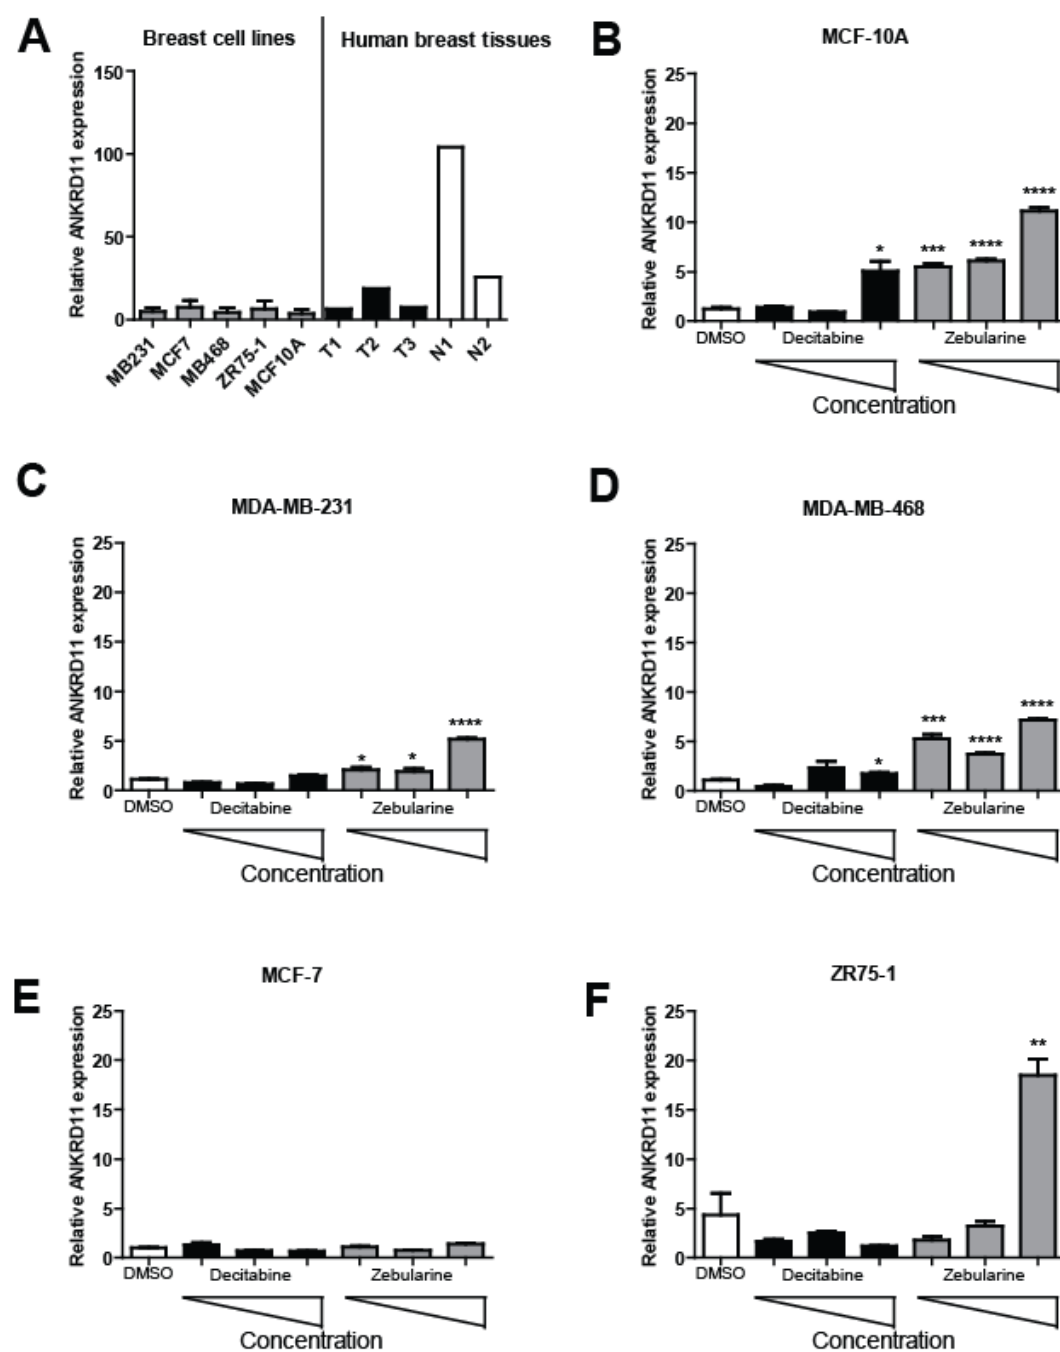 A
Breast cell lines
Human breast tissues
Relative ANKRD11 expression
150
100
50
0
MB231
MCF7
MB468
ZR75-1
MCF10A
T1
T2
T3
N1
N2
B
MCF-10A
Relative ANKRD11 expression
25
20
15
10
5
0
*
***
****
****
DMSO
Decitabine
Zebularine
Concentration
C
MDA-MB-231
Relative ANKRD11 expression
25
20
15
10
5
0
*
*
****
DMSO
Decitabine
Zebularine
Concentration
D
MDA-MB-468
Relative ANKRD11 expression
25
20
15
10
5
0
*
***
****
****
DMSO
Decitabine
Zebularine
Concentration
E
MCF-7
Relative ANKRD11 expression
25
20
15
10
5
0
DMSO
Decitabine
Zebularine
Concentration
F
ZR75-1
Relative ANKRD11 expression
25
20
15
10
5
0
**
DMSO
Decitabine
Zebularine
Concentration